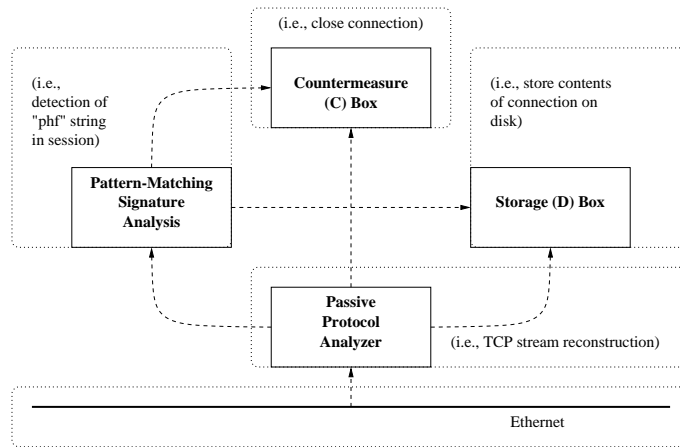 (i.e., close connection)
Countermeasure
(C) Box
(i.e.,
detection of
"phf" string
in session)
(i.e., store contents
of connection on
disk)
Pattern-Matching
Signature
Analysis
Storage (D) Box
Passive
Protocol
Analyzer
(i.e., TCP stream reconstruction)
Ethernet